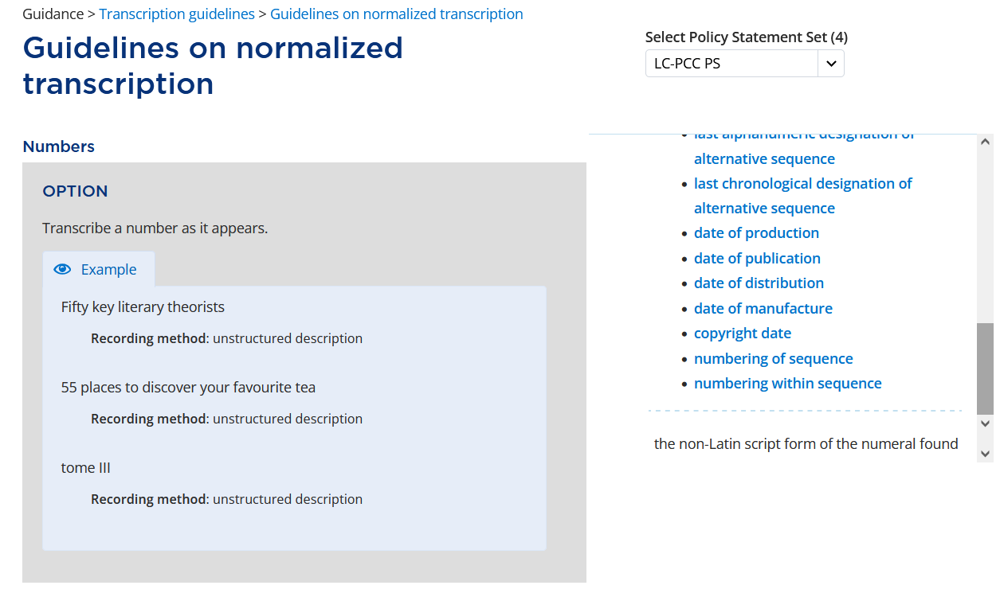 Guidance > Transcription guidelines > Guidelines on normalized transcription
Guidelines on normalized
transcription
Select Policy Statement Set (4)
LC-PCC PS
Numbers
OPTION
Transcribe a number as it appears.
Example
Fifty key literary theorists
Recording method: unstructured description
55 places to discover your favourite tea
Recording method: unstructured description
tome III
Recording method: unstructured description
last alphanumeric designation of
alternative sequence
last chronological designation of
alternative sequence
date of production
date of publication
date of distribution
date of manufacture
copyright date
numbering of sequence
numbering within sequence
the non-Latin script form of the numeral found